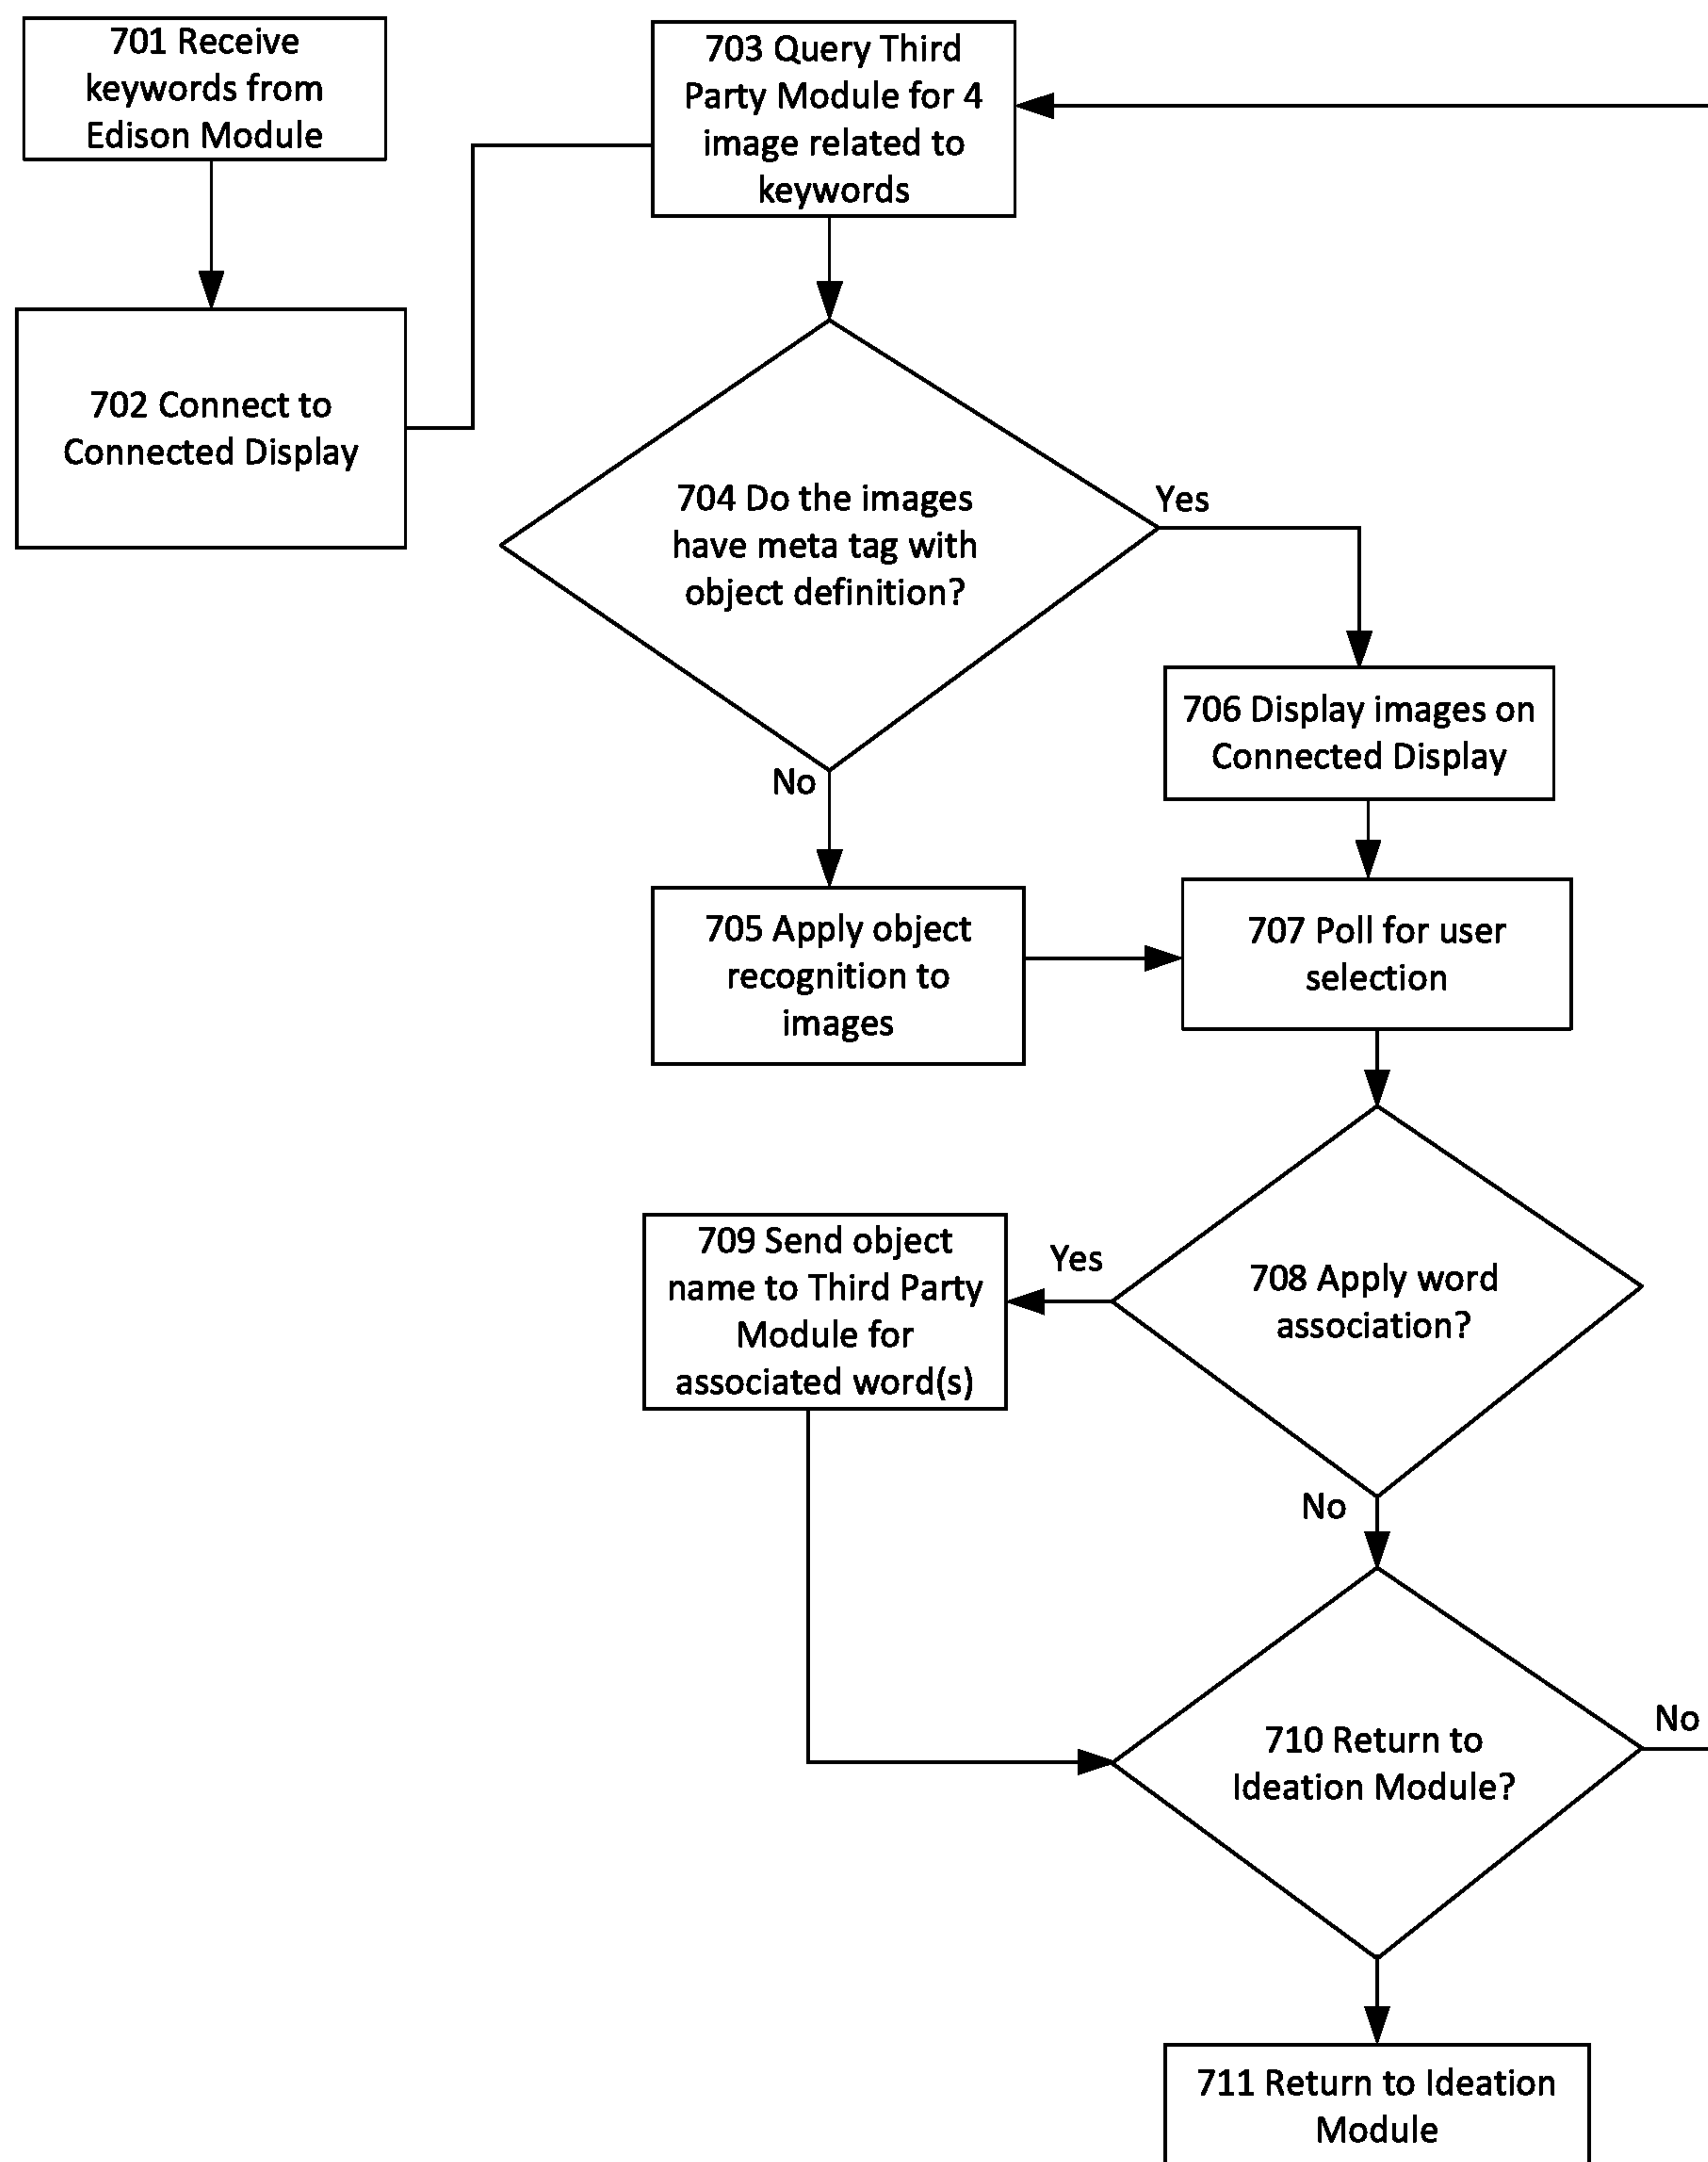 701 Receive
keywords from
Edison Module
703 Query Third
Party Module for 4
image related to
keywords
702 Connect to
Connected Display
704 Do the images
have meta tag with
object definition?
Yes
No
706 Display images on
Connected Display
705 Apply object
recognition to
images
707 Poll for user
selection
708 Apply word
association?
Yes
709 Send object
name to Third Party
Module for
associated word(s)
No
710 Return to
Ideation Module?
No
711 Return to Ideation
Module